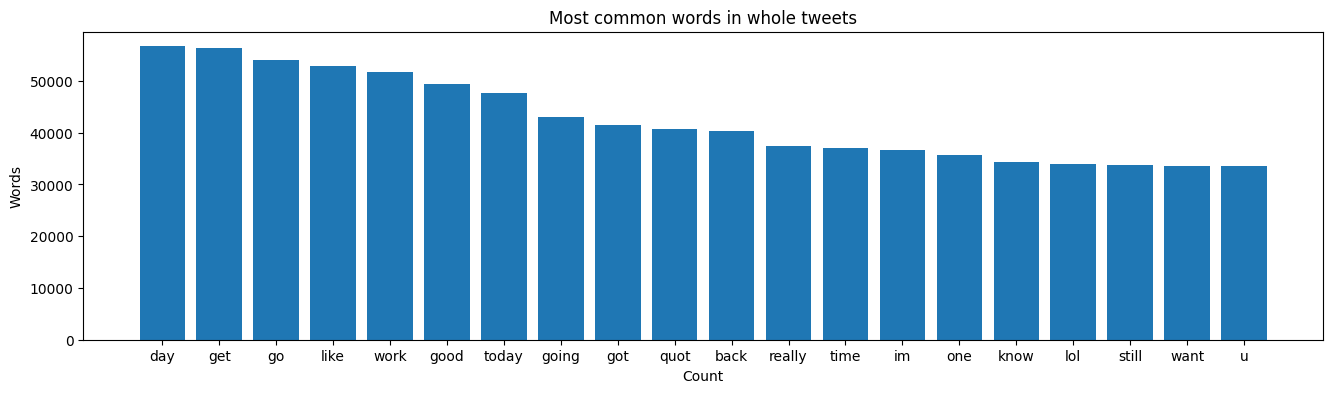 Most common words in whole tweets
Words
50000
40000
30000
20000
10000
0
day get go like work good today going got quot back really time im one know lol still want u
Count